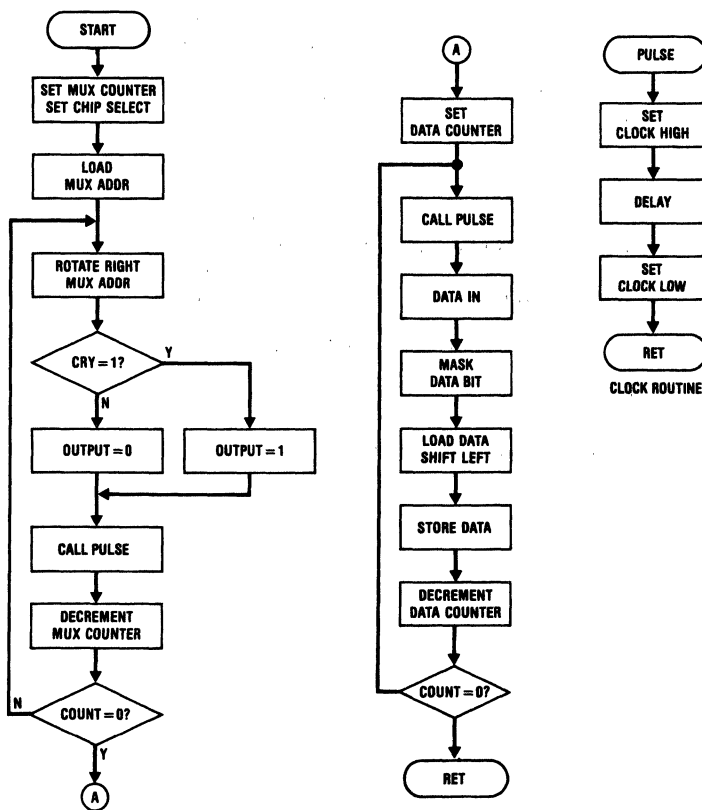 START
SET MUX COUNTER
SET CHIP SELECT
LOAD
MUX ADDR
ROTATE RIGHT
MUX ADDR
CRY = 1?
Y
N
OUTPUT = 0
OUTPUT = 1
CALL PULSE
DECREMENT
MUX COUNTER
COUNT = 0?
N
Y
A
A
SET
DATA COUNTER
CALL PULSE
DATA IN
MASK
DATA BIT
LOAD DATA
SHIFT LEFT
STORE DATA
DECREMENT
DATA COUNTER
COUNT = 0?
RET
PULSE
SET
CLOCK HIGH
DELAY
SET
CLOCK LOW
RET
CLOCK ROUTINE